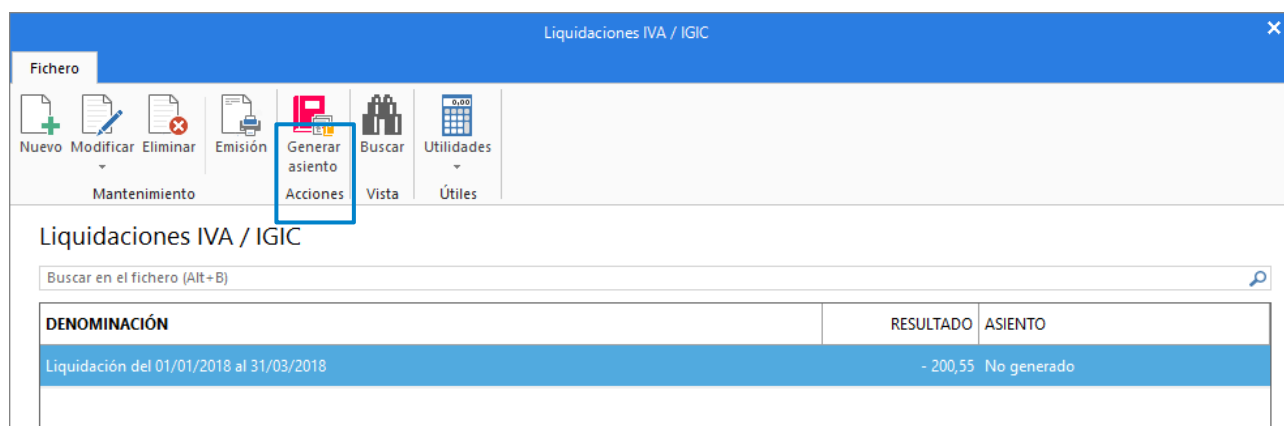 Liquidaciones IVA / IGIC
Fichero
Nuevo Modificar Eliminar Emisión Generar asiento Buscar 0,00 Utilidades
Mantenimiento Acciones Vista Útiles
Liquidaciones IVA / IGIC
Buscar en el fichero (Alt+B)
DENOMINACIÓN RESULTADO ASIENTO
Liquidación del 01/01/2018 al 31/03/2018 - 200,55 No generado